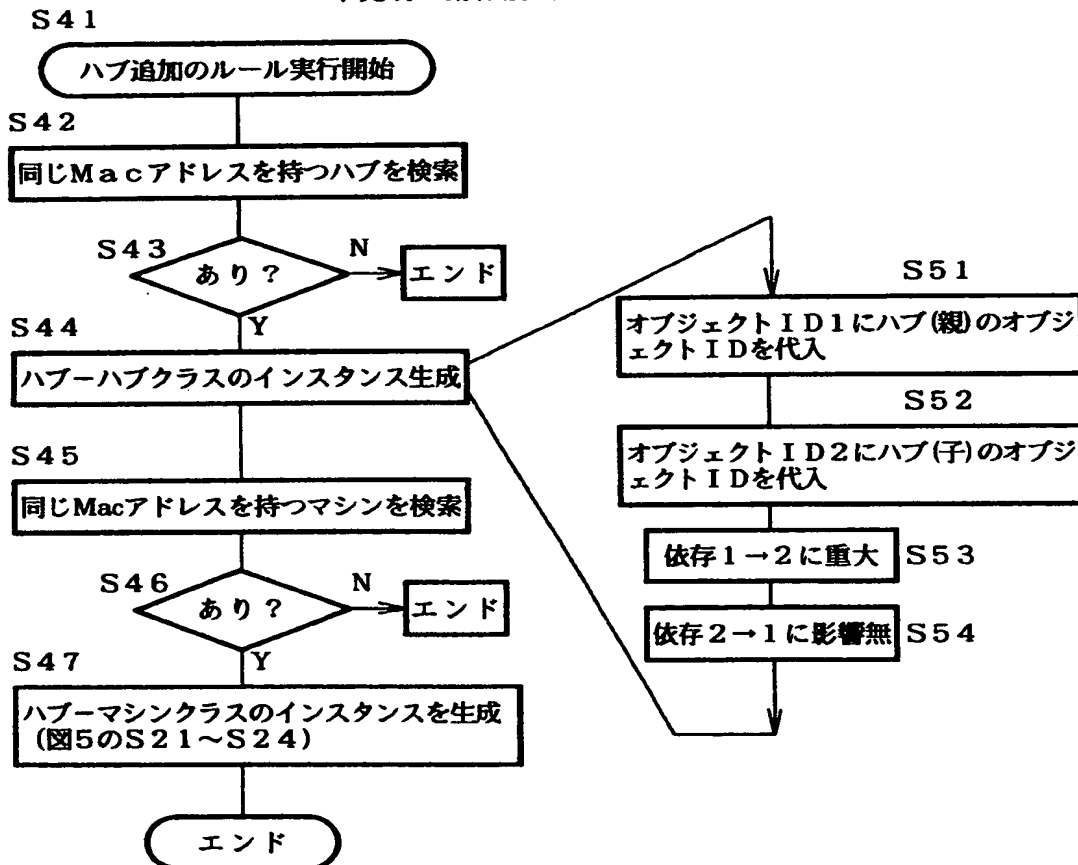 S41
ハブ追加のルール実行開始
S42
同じMacアドレスを持つハブを検索
S43
あり?
N
エンド
Y
S44
ハブーハブクラスのインスタンス生成
S45
同じMacアドレスを持つマシンを検索
S46
あり?
N
エンド
Y
S47
ハブーマシンクラスのインスタンスを生成
(図5のS21~S24)
エンド
S51
オブジェクトID1にハブ(親)のオブジ
ェクトIDを代入
S52
オブジェクトID2にハブ(子)のオブジ
ェクトIDを代入
依存1→2に重大
S53
依存2→1に影響無
S54